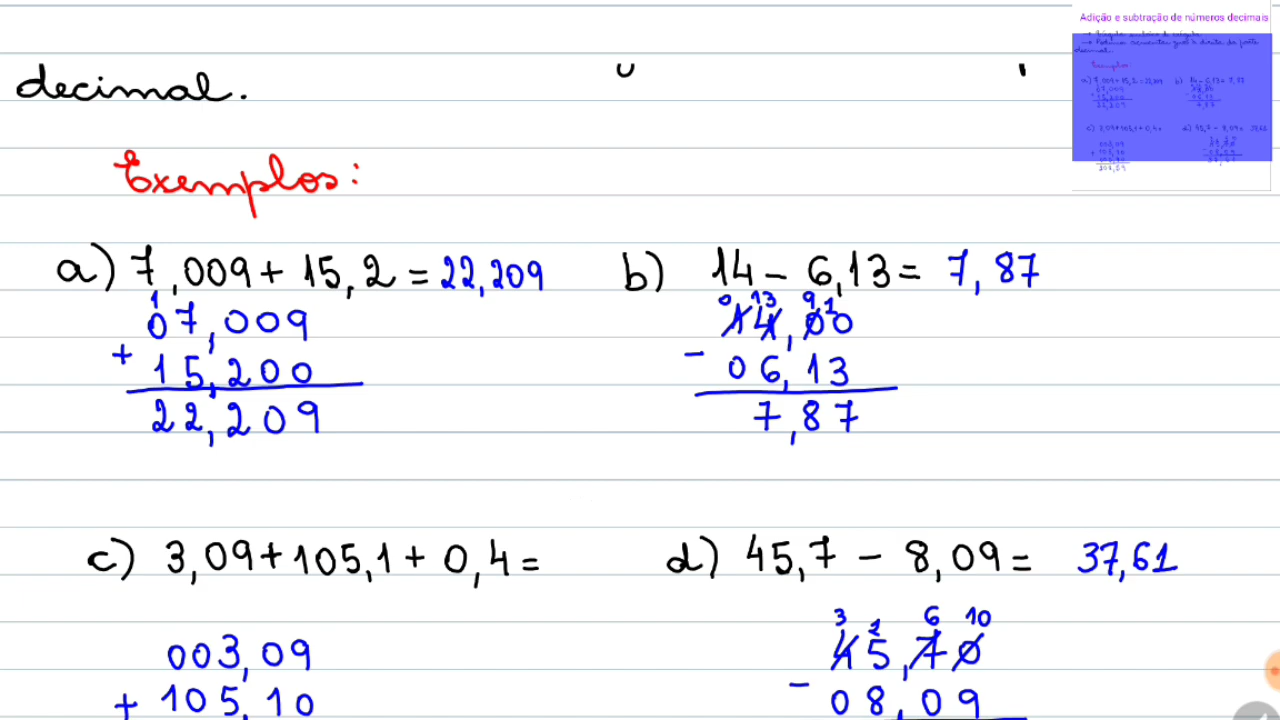 Adição e subtração de números decimais
decimal.
Exemplos:
a) 7,009 + 15,2 = 22,209
1
07,009
+ 15,200
22,209
b) 14 - 6,13 = 7,87
0 13 9 1
14,00
- 06,13
7,87
c) 3,09 + 105,1 + 0,4 =
003,09
+ 105,10
d) 45,7 - 8,09 = 37,61
3 1 6 10
45,70
- 08,09